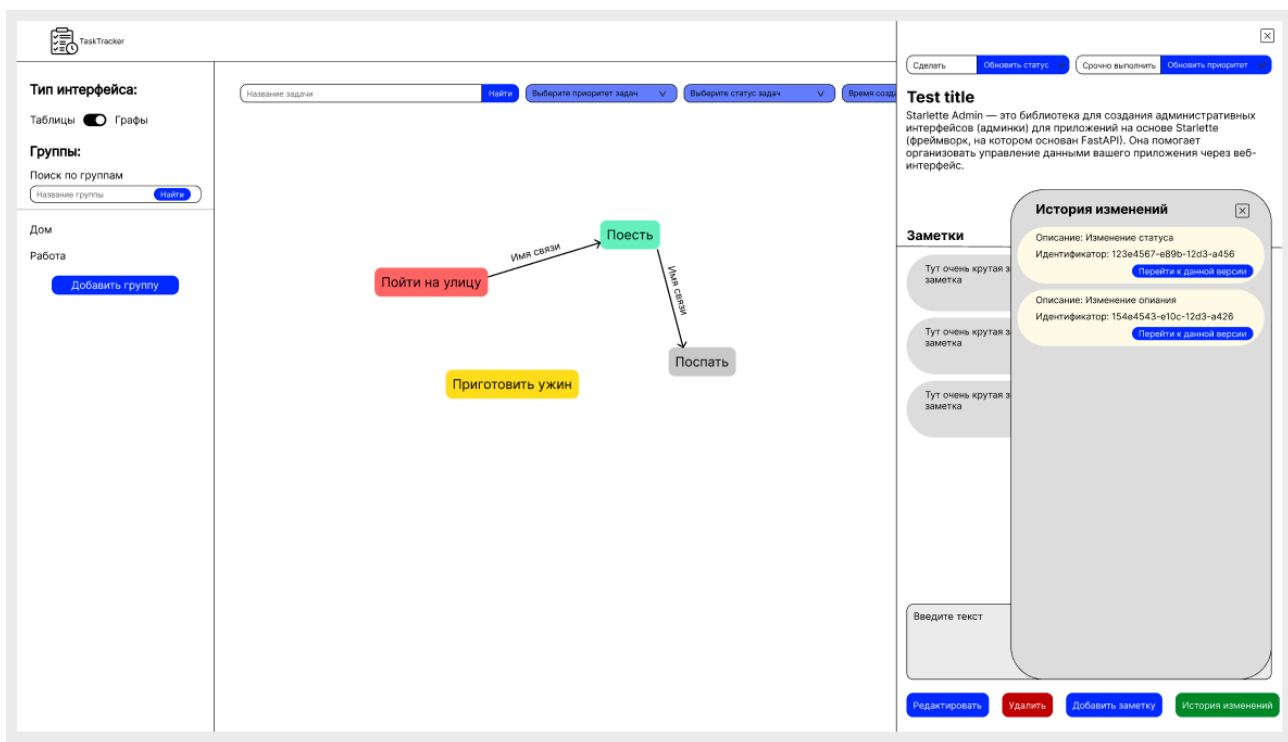 TaskTracker
Тип интерфейса:
Таблицы Графы
Группы:
Поиск по группам
Название группы Найти
Дом
Работа
Добавить группу
Название задачи Найти Выберите приоритет задач Выберите статус задач Время созда
Поесть
Имя связи
Пойти на улицу
Имя связи
Поспать
Приготовить ужин
Сделать Обновить статус Срочно выполнить Обновить приоритет
Test title
Starlette Admin — это библиотека для создания административных
интерфейсов (админки) для приложений на основе Starlette
(фреймворк, на котором основан FastAPI). Она помогает
организовать управление данными вашего приложения через веб-
интерфейс.
Заметки
Тут очень крутая з
заметка
Тут очень крутая з
заметка
Тут очень крутая з
заметка
Введите текст
История изменений
Описание: Изменение статуса
Идентификатор: 123e4567-e89b-12d3-a456
Перейти к данной версии
Описание: Изменение опиания
Идентификатор: 154e4543-e10c-12d3-a426
Перейти к данной версии
Редактировать Удалить Добавить заметку История изменений